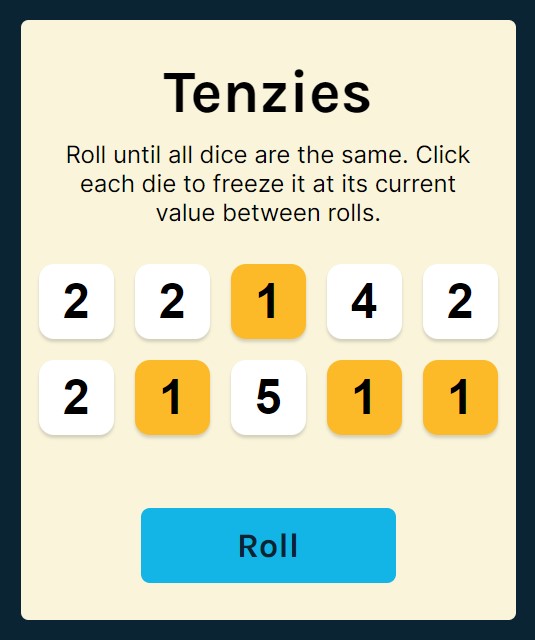 Tenzies
Roll until all dice are the same. Click
each die to freeze it at its current
value between rolls.
2 2 1 4 2
2 1 5 1 1
Roll